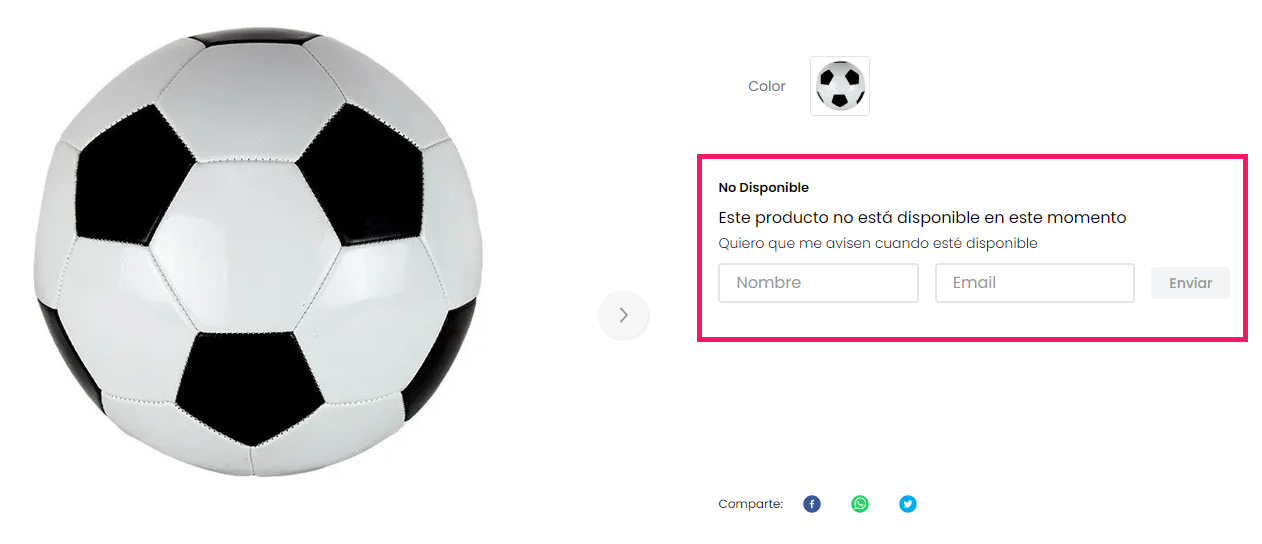 Color
No Disponible
Este producto no está disponible en este momento
Quiero que me avisen cuando esté disponible
Nombre Email Enviar
Comparte: